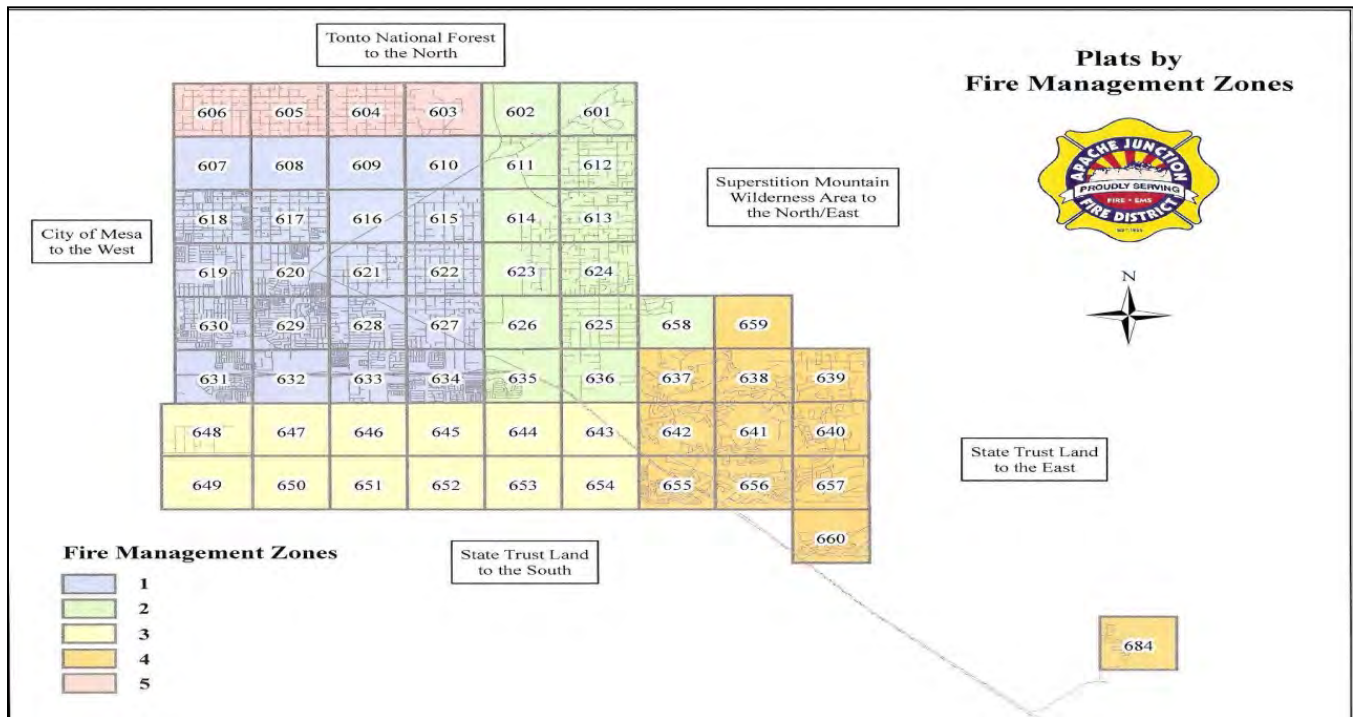 Tonto National Forest
to the North
Plats by
Fire Management Zones
606 605 604 603 602 601
607 608 609 610 611 612
APACHE JUNCTION
PROUDLY SERVING
FIRE • EMS
FIRE DISTRICT
Superstition Mountain
Wilderness Area to
the North/East
618 617 616 615 614 613
City of Mesa
to the West
619 620 621 622 623 624
N
630 629 628 627 626 625 658 659
631 632 633 634 635 636 637 638 639
648 647 646 645 644 643 642 641 640
State Trust Land
to the East
649 650 651 652 653 654 655 656 657
660
Fire Management Zones
1
2
3
4
5
State Trust Land
to the South
684